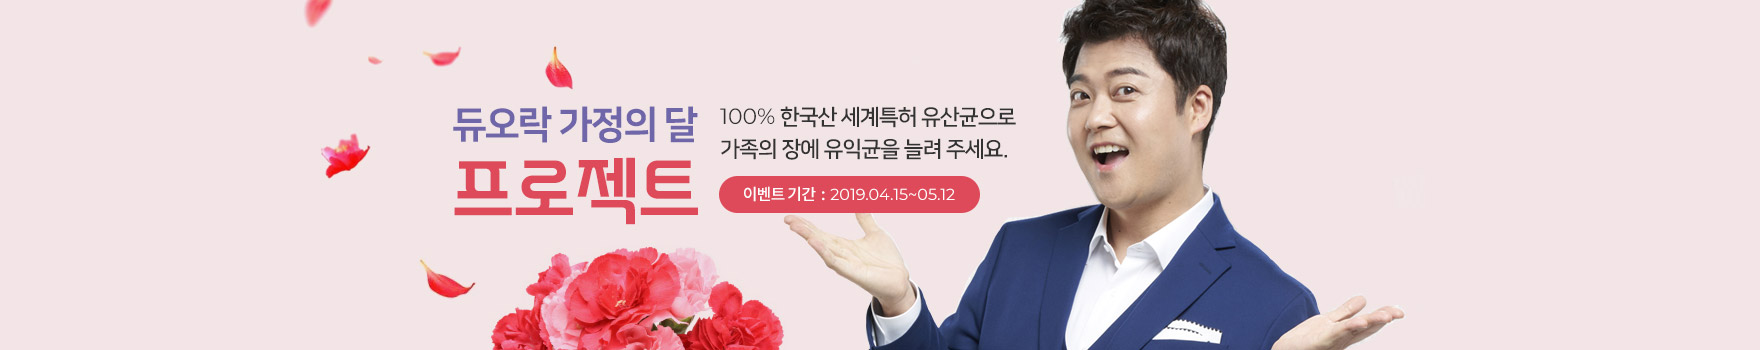 듀오락 가정의 달
프로젝트
100% 한국산 세계특허 유산균으로
가족의 장에 유익균을 늘려 주세요.
이벤트 기간 : 2019.04.15~05.12